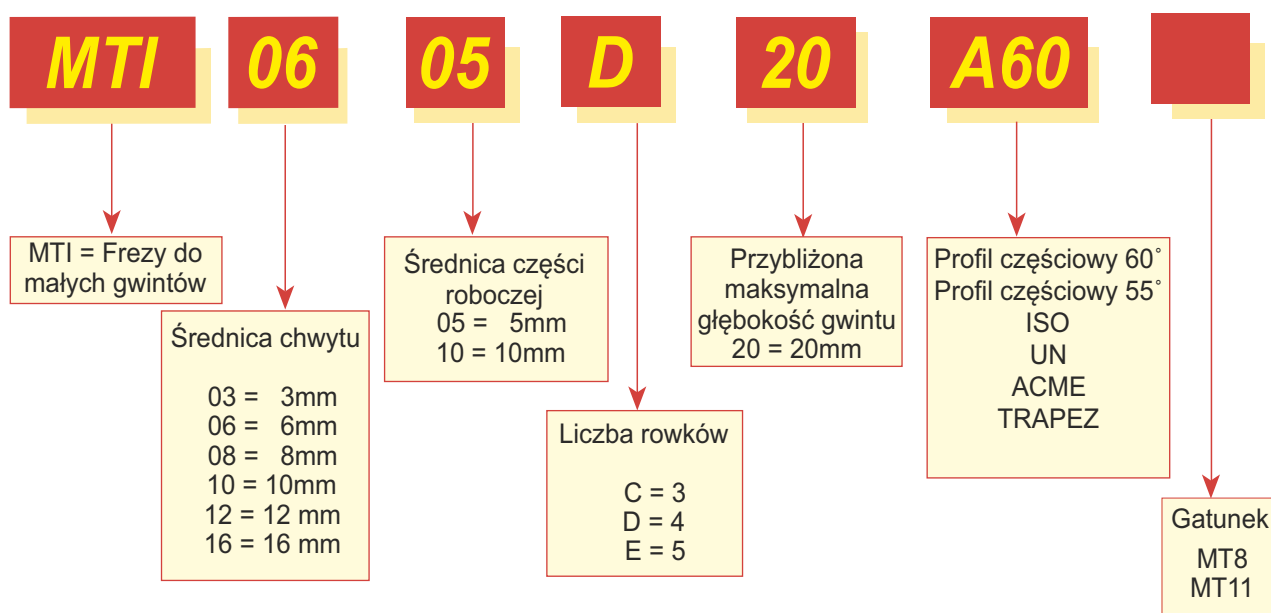 MTI 06 05 D 20 A60
MTI = Frezy do
małych gwintów
Średnica chwytu
03 = 3mm
06 = 6mm
08 = 8mm
10 = 10mm
12 = 12 mm
16 = 16 mm
Średnica części
roboczej
05 = 5mm
10 = 10mm
Liczba rowków
C = 3
D = 4
E = 5
Przybliżona
maksymalna
głębokość gwintu
20 = 20mm
Profil częściowy 60˚
Profil częściowy 55˚
ISO
UN
ACME
TRAPEZ
Gatunek
MT8
MT11